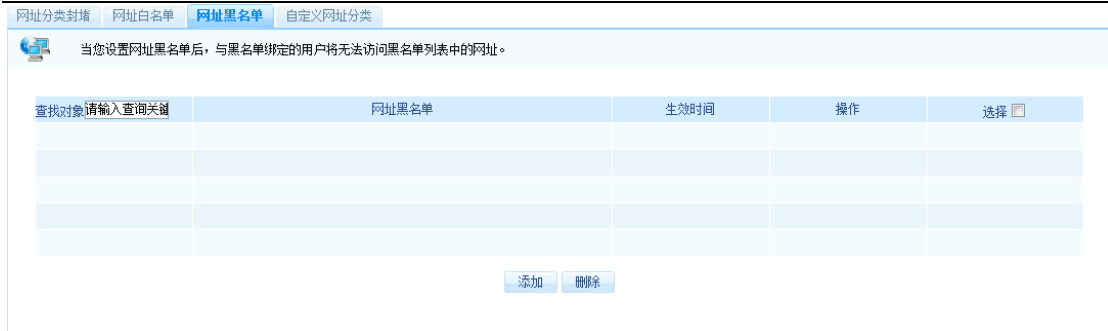 网址分类封堵 网址白名单 网址黑名单 自定义网址分类
当您设置网址黑名单后，与黑名单绑定的用户将无法访问黑名单列表中的网址。
查找对象 请输入查询关键 网址黑名单 生效时间 操作 选择
添加 删除